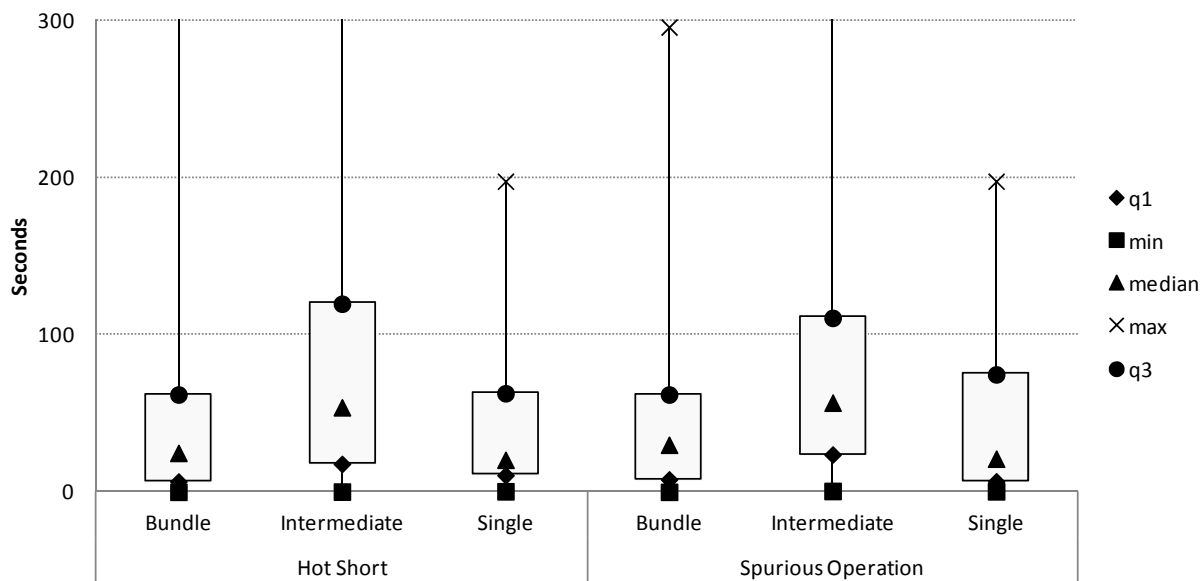 300
200
100
0
Seconds
Bundle
Intermediate
Single
Bundle
Intermediate
Single
Hot Short
Spurious Operation
q1
min
median
max
q3